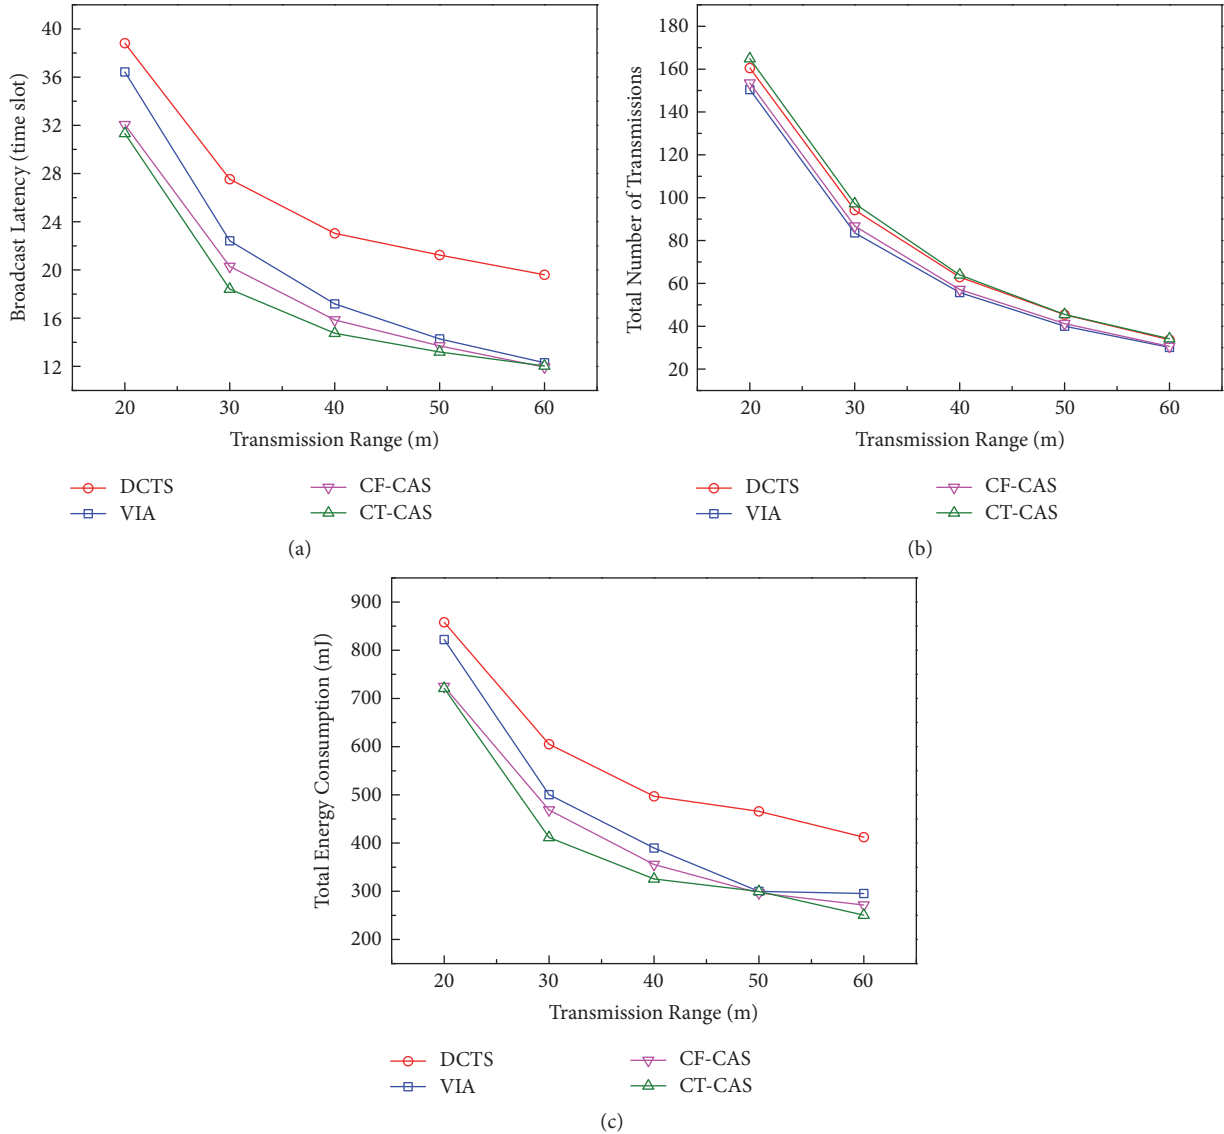 Broadcast Latency (time slot)
40
36
32
28
24
20
16
12
20 30 40 50 60
Transmission Range (m)
DCTS
VIA
CF-CAS
CT-CAS
(a)
Total Number of Transmissions
180
160
140
120
100
80
60
40
20
20 30 40 50 60
Transmission Range (m)
DCTS
VIA
CF-CAS
CT-CAS
(b)
Total Energy Consumption (mJ)
900
800
700
600
500
400
300
200
20 30 40 50 60
Transmission Range (m)
DCTS
VIA
CF-CAS
CT-CAS
(c)